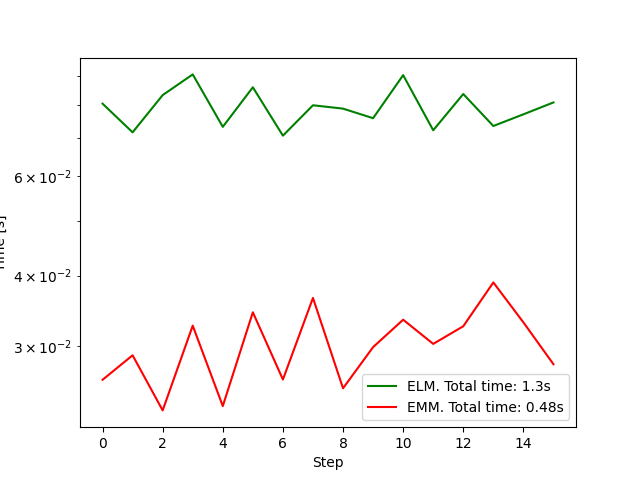 6 × 10⁻²
4 × 10⁻²
3 × 10⁻²
Time [s]
ELM. Total time: 1.3s
EMM. Total time: 0.48s
0 2 4 6 8 10 12 14
Step